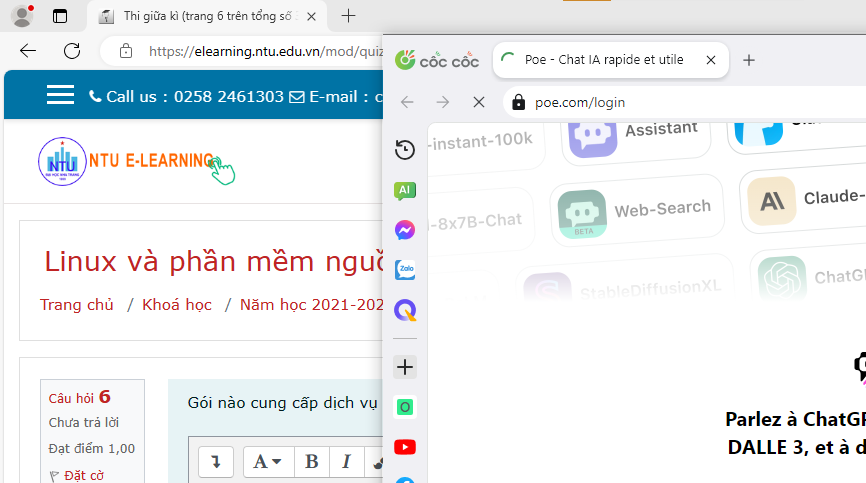 Thi giữa kì (trang 6 trên tổng số
https://elearning.ntu.edu.vn/mod/quiz
Call us : 0258 2461303 E-mail : c
NTU
NTU E-LEARNING
Linux và phần mềm nguồ
Trang chủ / Khoá học / Năm học 2021-202
Câu hỏi 6
Chưa trả lời
Đạt điểm 1,00
Đặt cờ
Gói nào cung cấp dịch vụ
A B I
cốc cốc
Poe - Chat IA rapide et utile
poe.com/login
-instant-100k
Assistant
-8x7B-Chat
Web-Search
BETA
Claude-
StableDiffusionXL
ChatGP
AI
Zalo
Parlez à ChatGP
DALLE 3, et à d